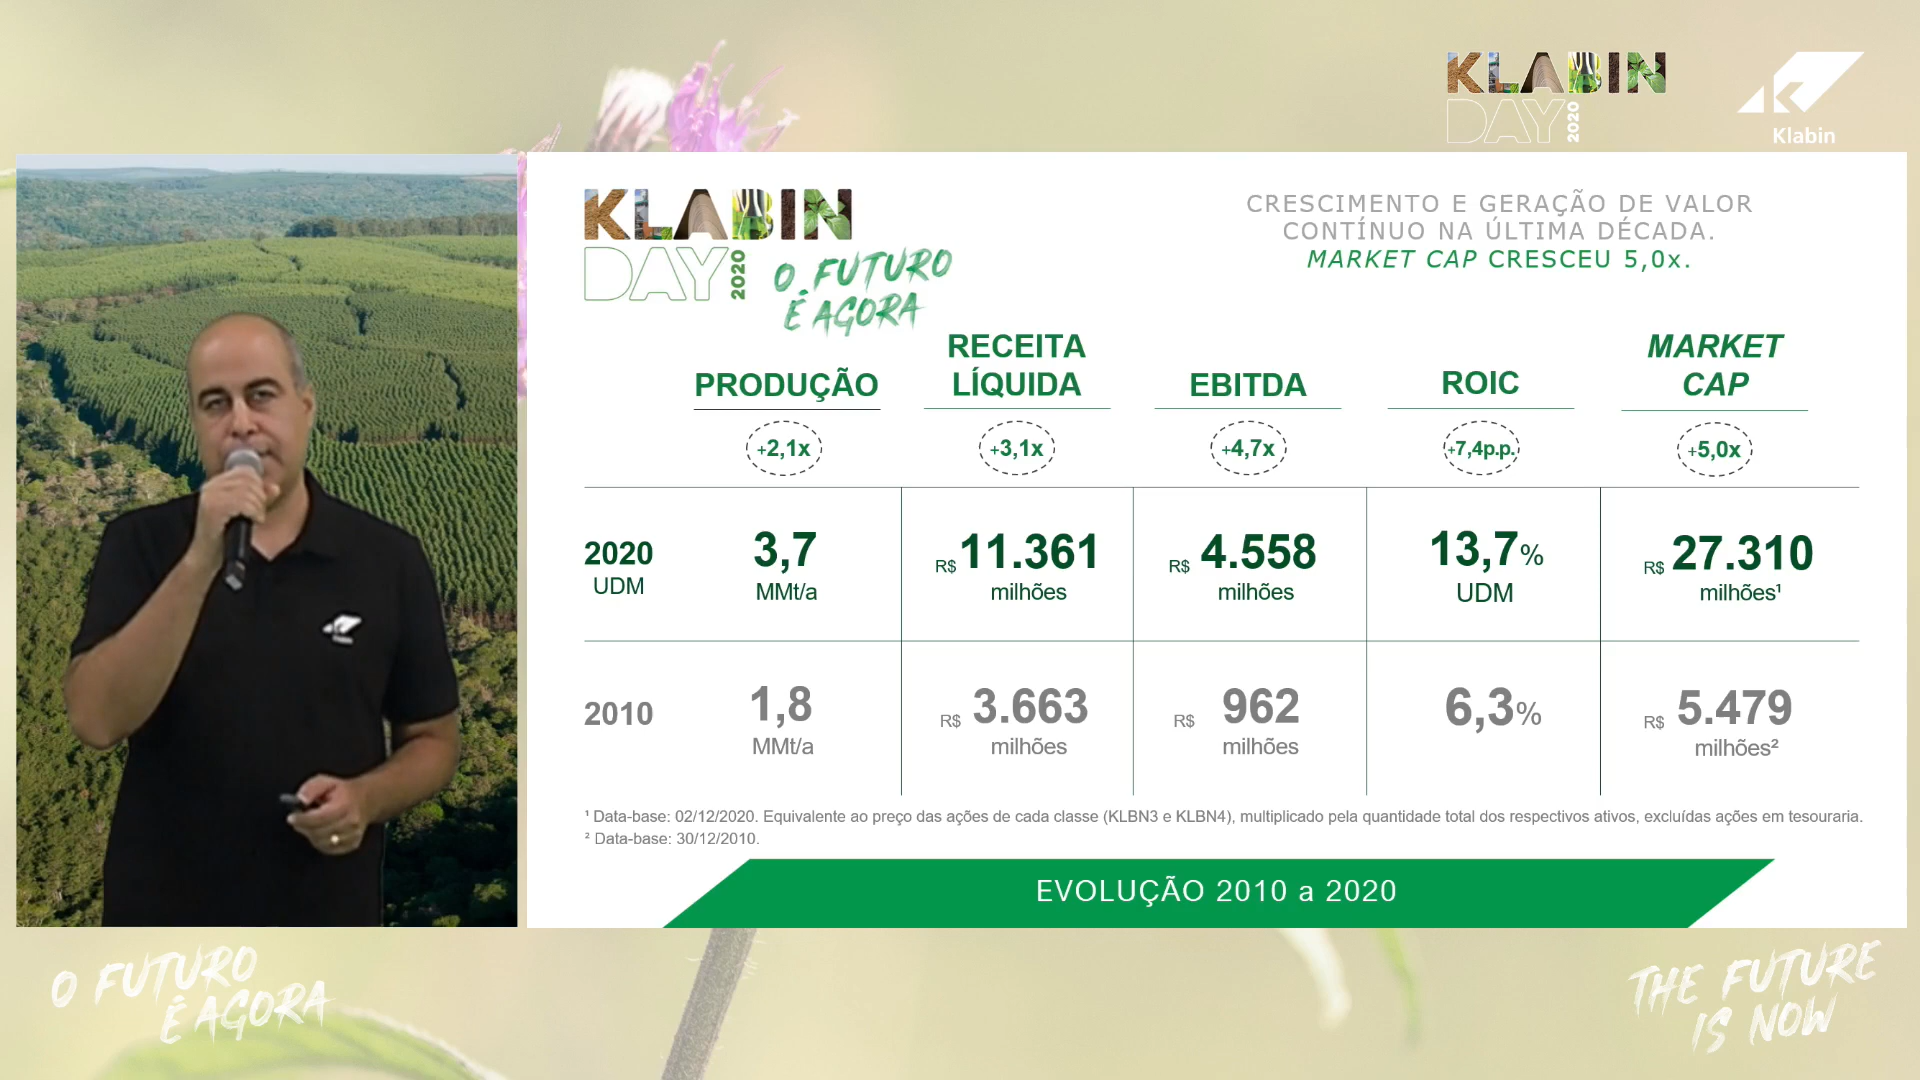 KLABIN
DAY 2020
Klabin
KLABIN
DAY 2020
O FUTURO
É AGORA
CRESCIMENTO E GERAÇÃO DE VALOR
CONTÍNUO NA ÚLTIMA DÉCADA.
MARKET CAP CRESCEU 5,0x.
PRODUÇÃO
RECEITA
LÍQUIDA
EBITDA
ROIC
MARKET
CAP
+2,1x
+3,1x
+4,7x
+7,4p.p.
+5,0x
2020
UDM
3,7
MMt/a
R$ 11.361
milhões
R$ 4.558
milhões
13,7%
UDM
R$ 27.310
milhões¹
2010
1,8
MMt/a
R$ 3.663
milhões
R$ 962
milhões
6,3%
R$ 5.479
milhões²
¹ Data-base: 02/12/2020. Equivalente ao preço das ações de cada classe (KLBN3 e KLBN4), multiplicado pela quantidade total dos respectivos ativos, excluídas ações em tesouraria.
² Data-base: 30/12/2010.
EVOLUÇÃO 2010 a 2020
O FUTURO
É AGORA
THE FUTURE
IS NOW